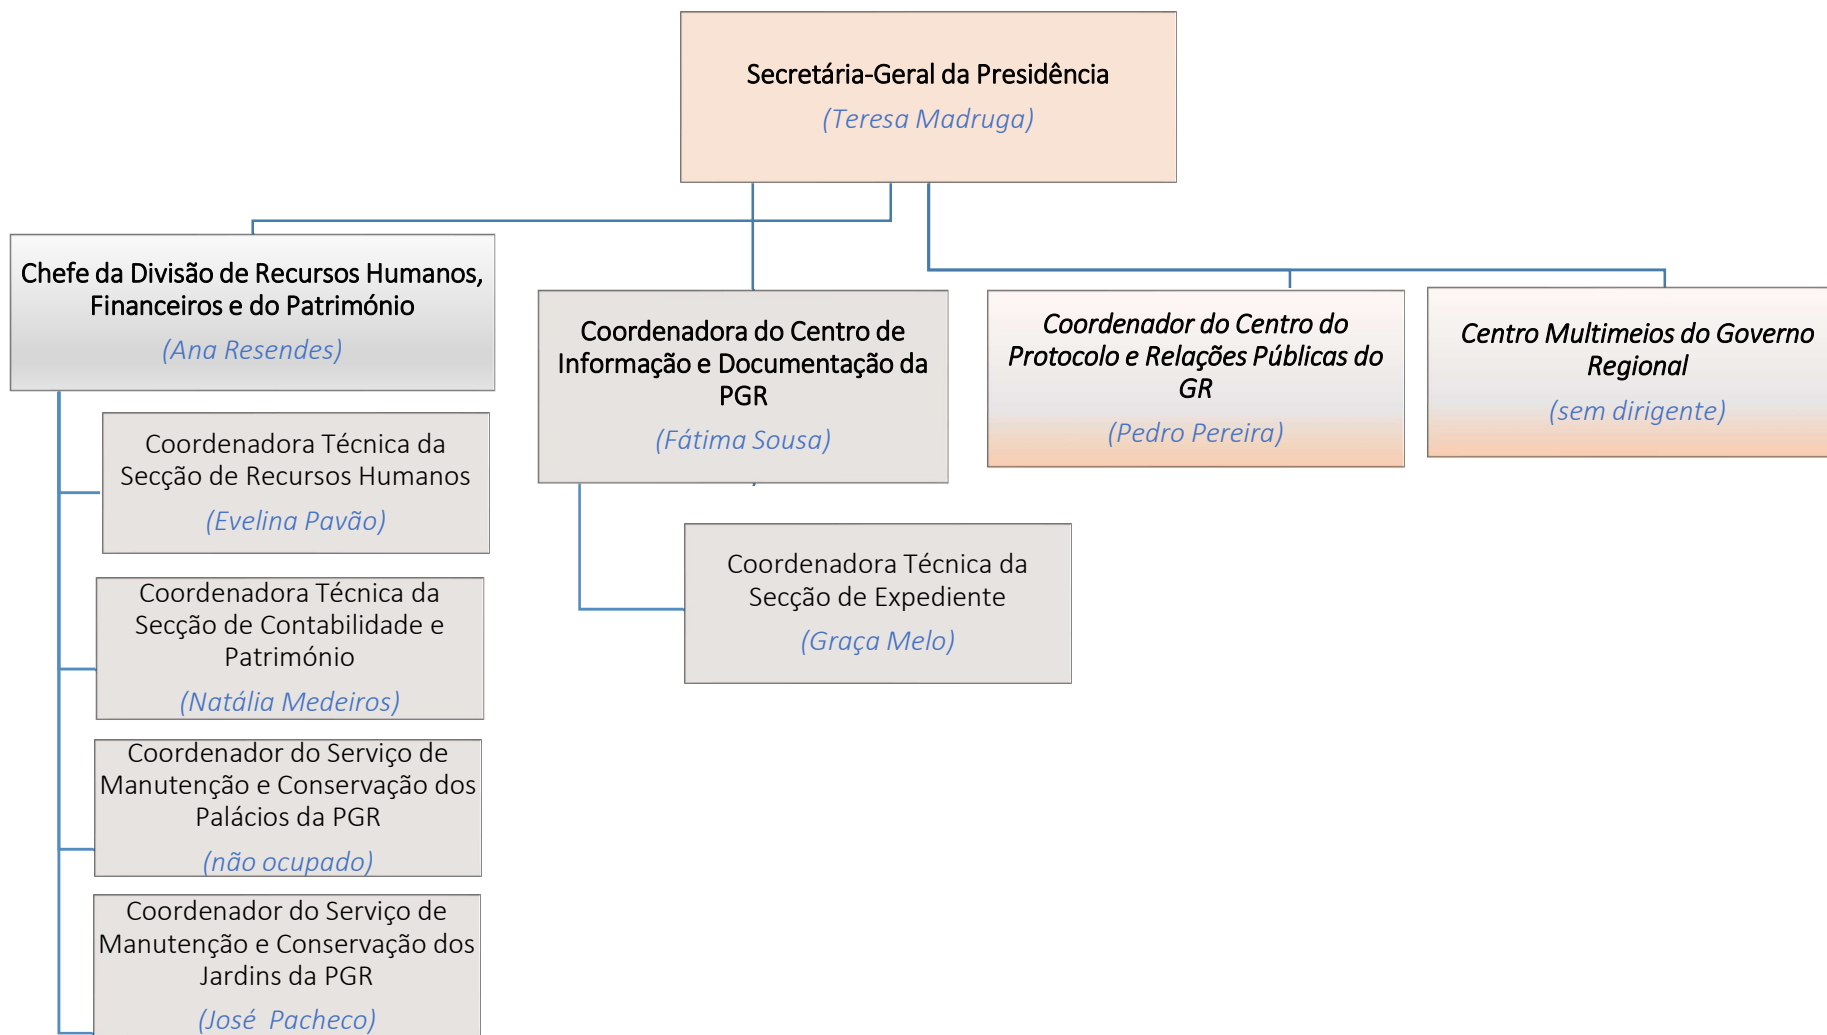 Secretária-Geral da Presidência
(Teresa Madruga)
Chefe da Divisão de Recursos Humanos,
Financeiros e do Património
(Ana Resendes)
Coordenadora Técnica da
Secção de Recursos Humanos
(Evelina Pavão)
Coordenadora Técnica da
Secção de Contabilidade e
Património
(Natália Medeiros)
Coordenador do Serviço de
Manutenção e Conservação dos
Palácios da PGR
(não ocupado)
Coordenador do Serviço de
Manutenção e Conservação dos
Jardins da PGR
(José  Pacheco)
Coordenadora do Centro de
Informação e Documentação da
PGR
(Fátima Sousa)
Coordenadora Técnica da
Secção de Expediente
(Graça Melo)
Coordenador do Centro do
Protocolo e Relações Públicas do
GR
(Pedro Pereira)
Centro Multimeios do Governo
Regional
(sem dirigente)